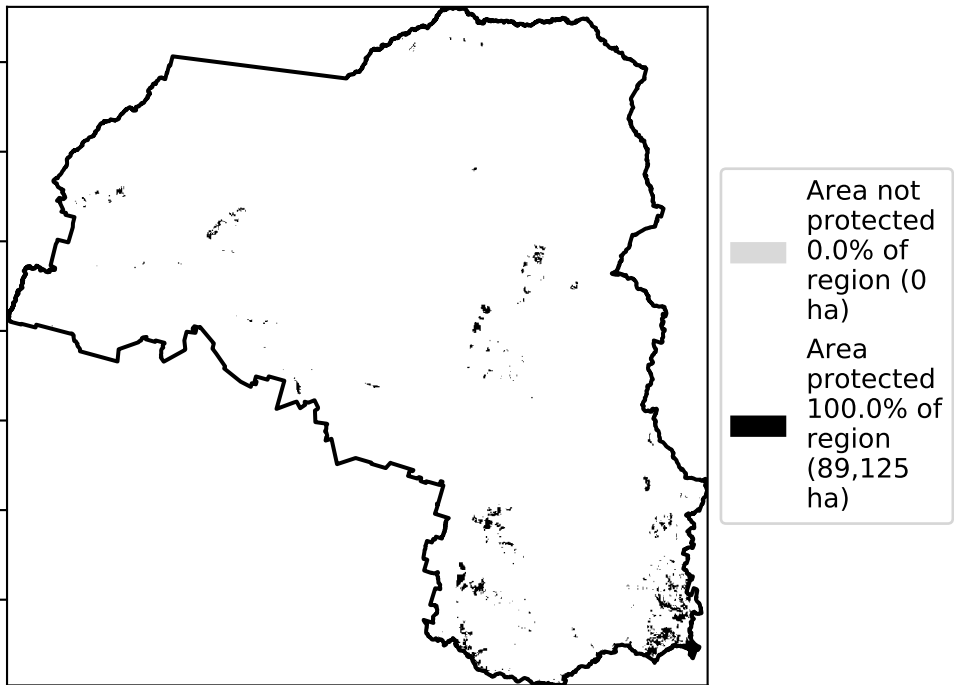 Area not
protected
0.0% of
region (0
ha)
Area
protected
100.0% of
region
(89,125
ha)